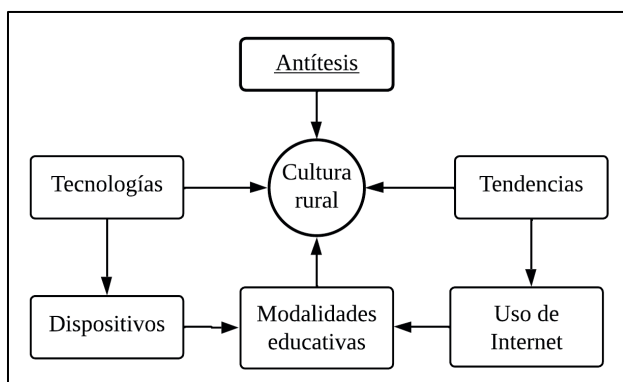 Antítesis
Cultura
rural
Tecnologías
Tendencias
Dispositivos
Modalidades
educativas
Uso de
Internet